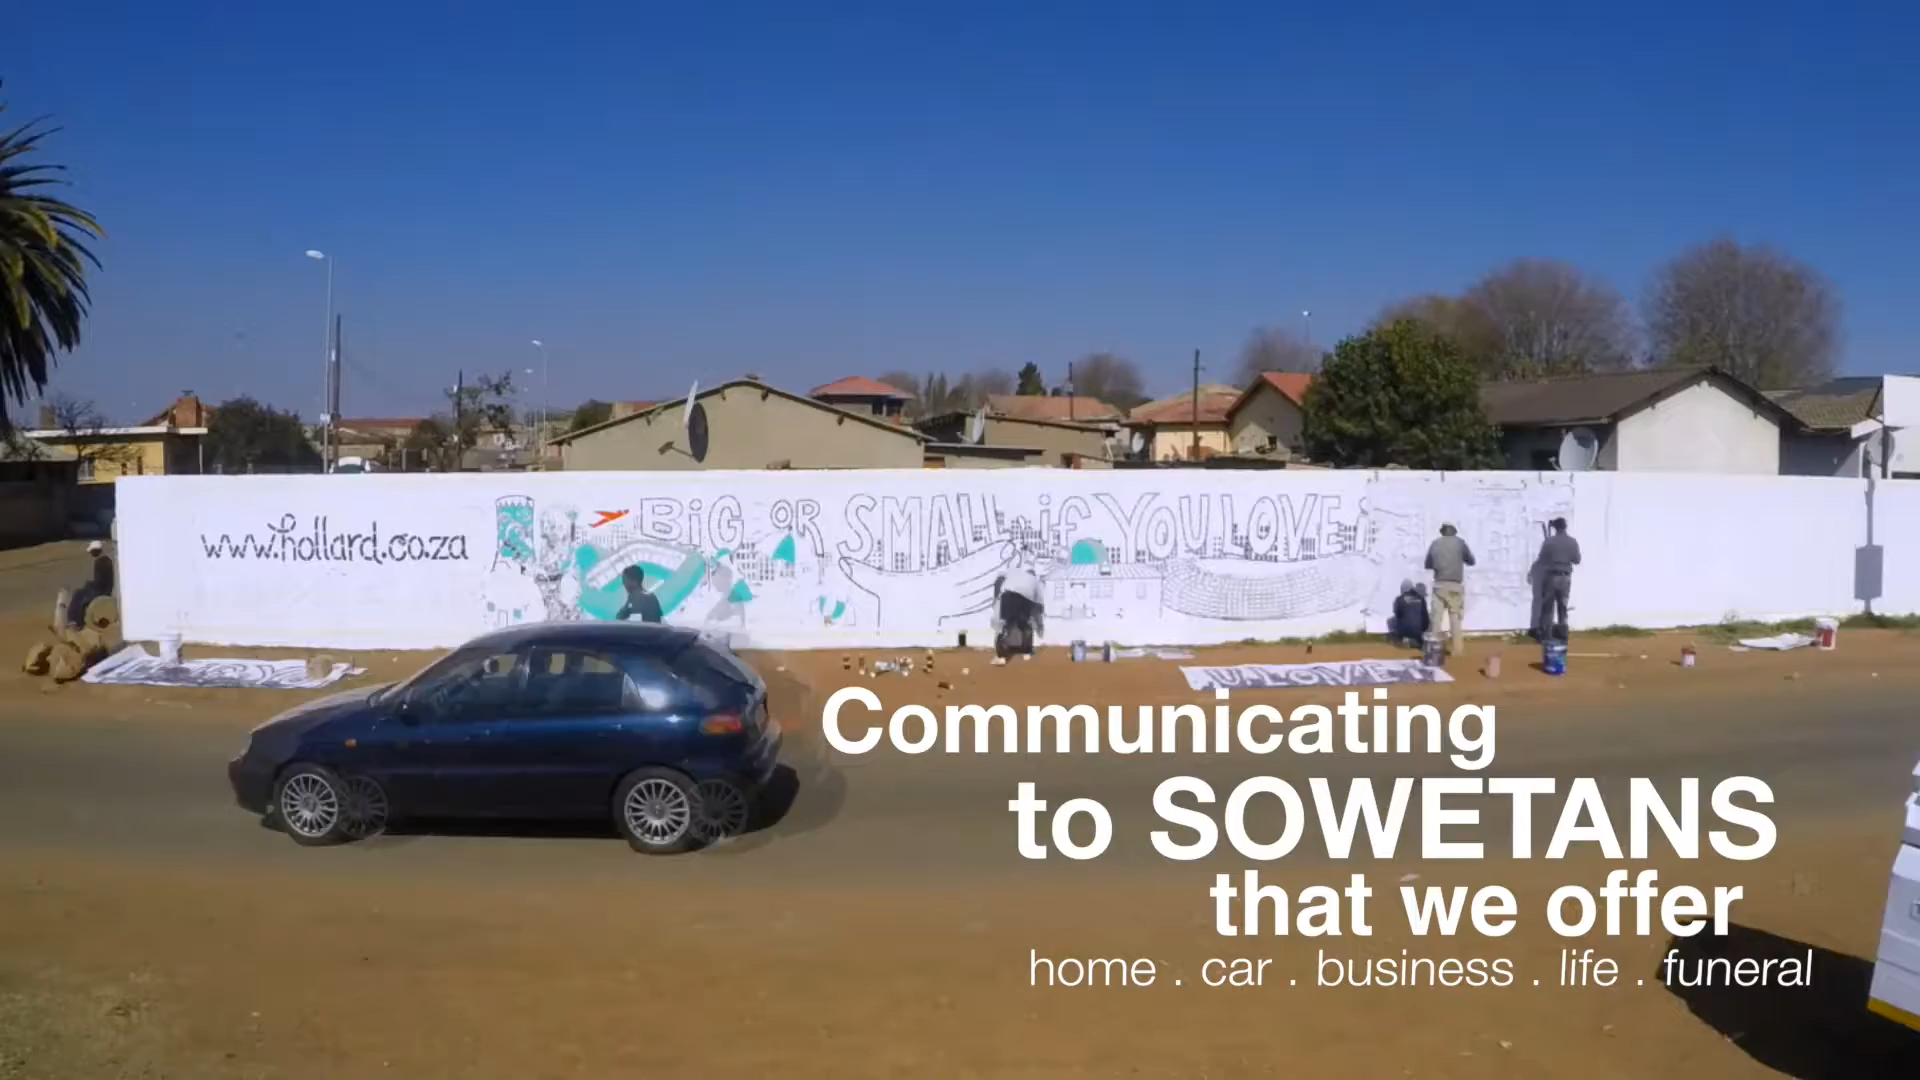 www.hollard.co.za
BiG OR SMALL if YOU LOVE i
Communicating
to SOWETANS
that we offer
home . car . business . life . funeral